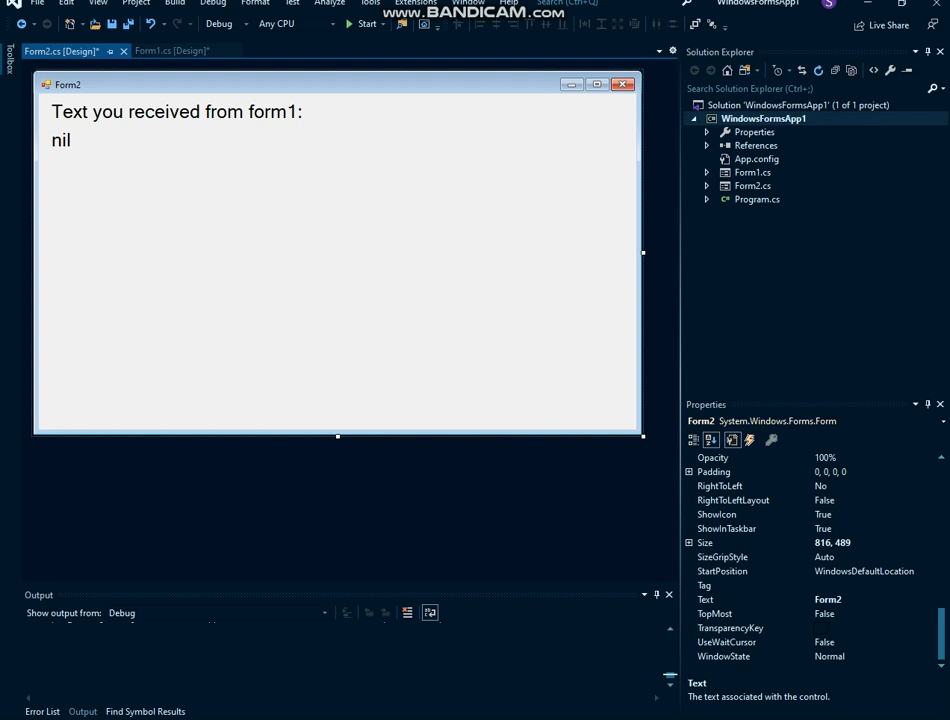 File Edit View Project Build Debug Format Test Analyze Tools Extensions Window Help Search (Ctrl+Q) WindowsFormsApp1 S
www.BANDICAM.com
Debug Any CPU Start Live Share
Toolbox
Form2.cs [Design]* Form1.cs [Design]*
Form2
Text you received from form1:
nil
Solution Explorer
Search Solution Explorer (Ctrl+;)
Solution 'WindowsFormsApp1' (1 of 1 project)
WindowsFormsApp1
Properties
References
App.config
Form1.cs
Form2.cs
Program.cs
Properties
Form2 System.Windows.Forms.Form
Opacity 100%
Padding 0, 0, 0, 0
RightToLeft No
RightToLeftLayout False
ShowIcon True
ShowInTaskbar True
Size 816, 489
SizeGripStyle Auto
StartPosition WindowsDefaultLocation
Tag
Text Form2
TopMost False
TransparencyKey
UseWaitCursor False
WindowState Normal
Text
The text associated with the control.
Output
Show output from: Debug
Error List Output Find Symbol Results